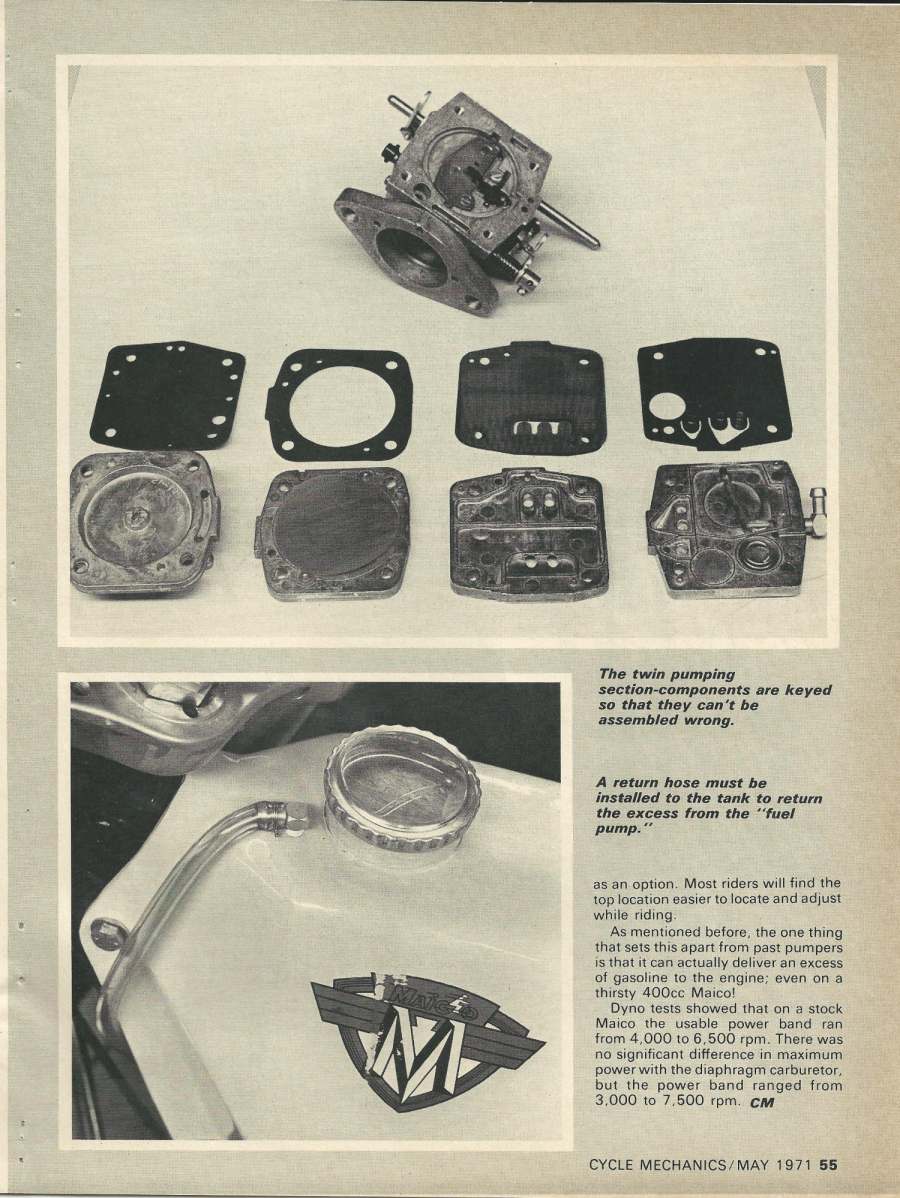 The twin pumping
section-components are keyed
so that they can't be
assembled wrong.
A return hose must be
installed to the tank to return
the excess from the "fuel
pump."
MAICO
M
as an option. Most riders will find the
top location easier to locate and adjust
while riding.
As mentioned before, the one thing
that sets this apart from past pumpers
is that it can actually deliver an excess
of gasoline to the engine; even on a
thirsty 400cc Maico!
Dyno tests showed that on a stock
Maico the usable power band ran
from 4,000 to 6,500 rpm. There was
no significant difference in maximum
power with the diaphragm carburetor,
but the power band ranged from
3,000 to 7,500 rpm. CM
CYCLE MECHANICS/MAY 1971 55